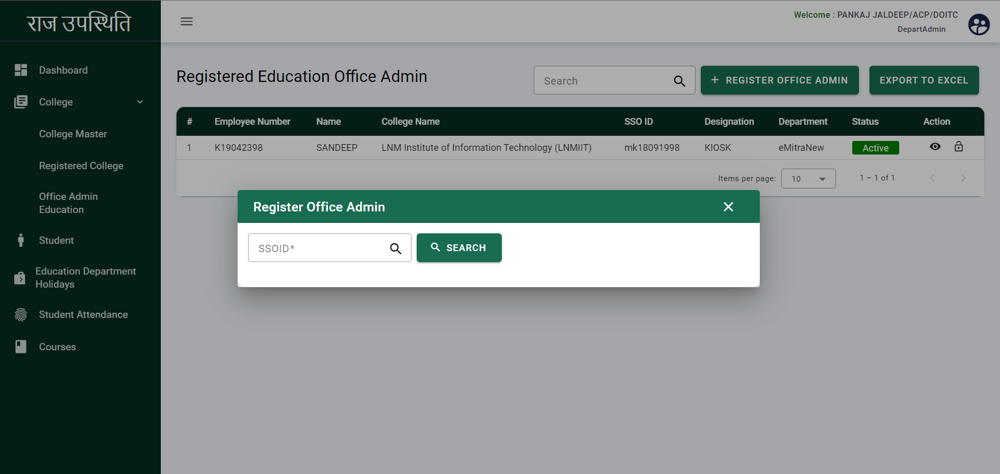 राज उपस्थिति
Welcome : PANKAJ JALDEEP/ACP/DOITC
DepartAdmin
Dashboard
College
College Master
Registered College
Office Admin
Education
Student
Education Department
Holidays
Student Attendance
Courses
Registered Education Office Admin
Search
+ REGISTER OFFICE ADMIN
EXPORT TO EXCEL
# Employee Number Name College Name SSO ID Designation Department Status Action
1 K19042398 SANDEEP LNM Institute of Information Technology (LNMIIT) mk18091998 KIOSK eMitraNew Active
Items per page: 10 1 – 1 of 1
Register Office Admin
SSOID*
SEARCH